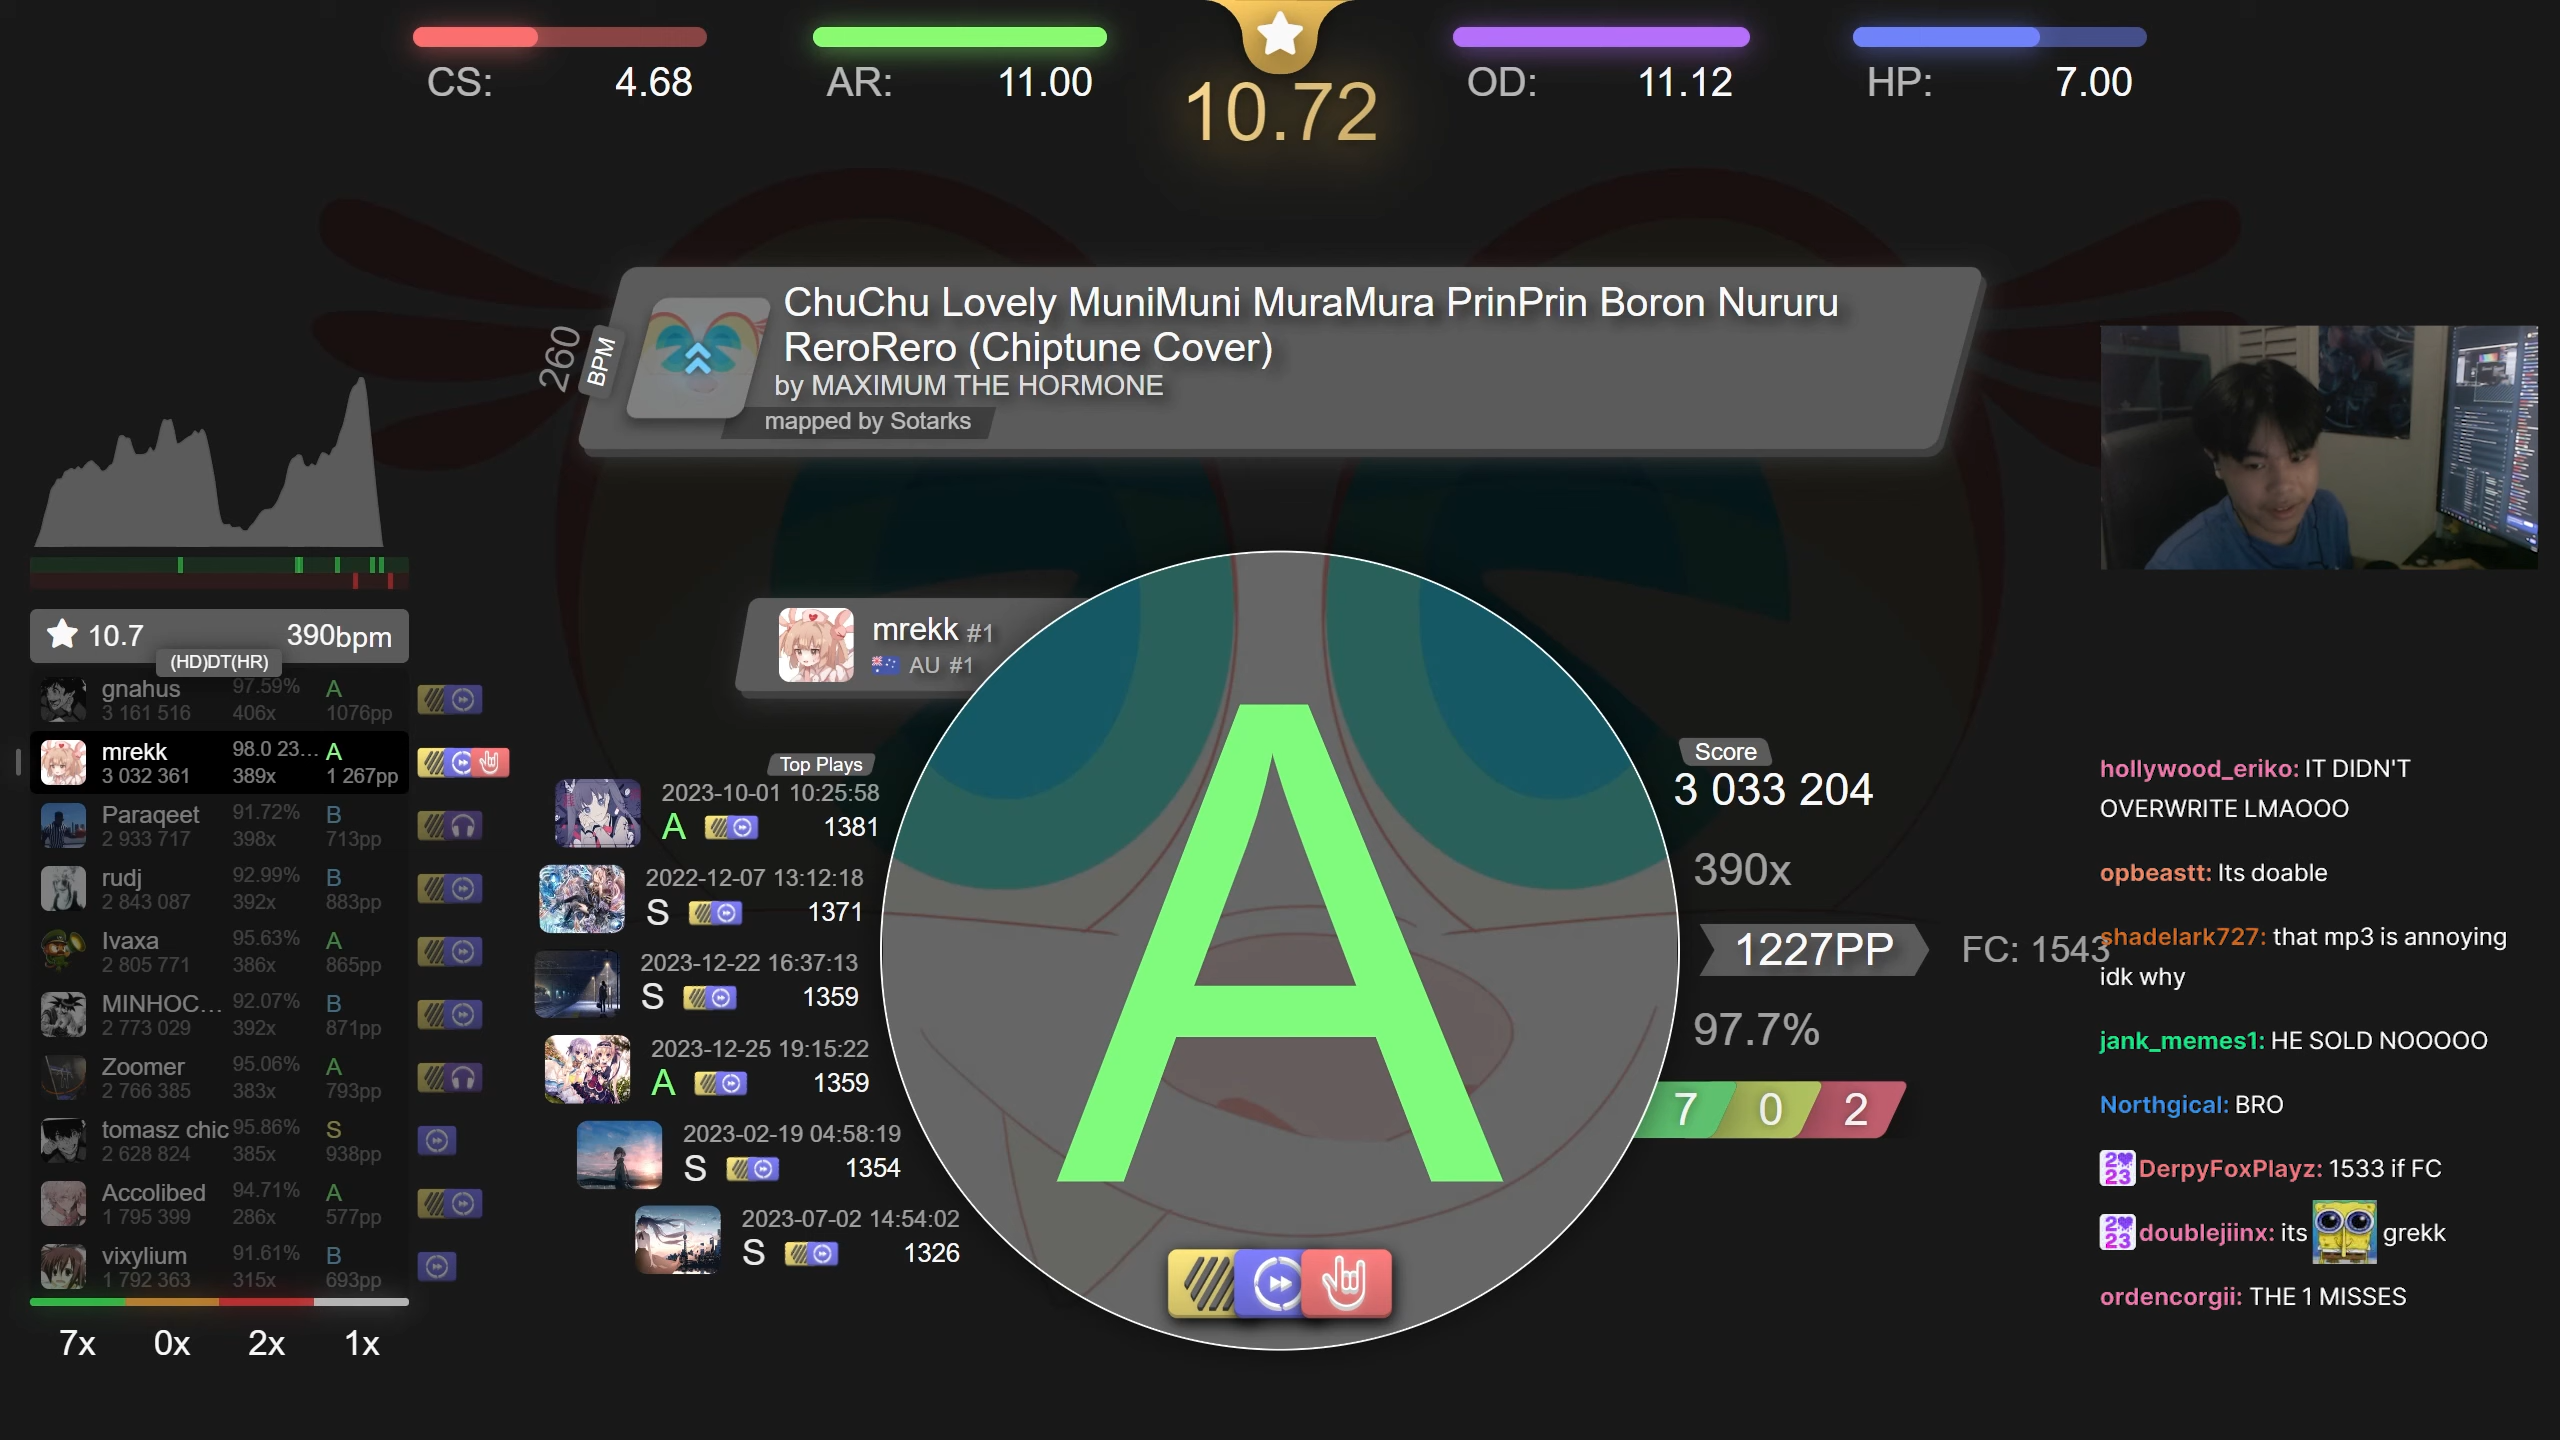 CS: 4.68
AR: 11.00
10.72
OD: 11.12
HP: 7.00
260 BPM
ChuChu Lovely MuniMuni MuraMura PrinPrin Boron Nururu
ReroRero (Chiptune Cover)
by MAXIMUM THE HORMONE
mapped by Sotarks
10.7 390bpm
(HD)DT(HR)
gnahus 97.59% A
3 161 516 406x 1076pp
mrekk 98.0 23... A
3 032 361 389x 1 267pp
Paraqeet 91.72% B
2 933 717 398x 713pp
rudj 92.99% B
2 843 087 392x 883pp
Ivaxa 95.63% A
2 805 771 386x 865pp
MINHOC... 92.07% B
2 773 029 392x 871pp
Zoomer 95.06% A
2 766 385 383x 793pp
tomasz chic 95.86% S
2 628 824 385x 938pp
Accolibed 94.71% A
1 795 399 286x 577pp
vixylium 91.61% B
1 792 363 315x 693pp
7x 0x 2x 1x
mrekk #1
AU #1
Top Plays
2023-10-01 10:25:58
A 1381
2022-12-07 13:12:18
S 1371
2023-12-22 16:37:13
S 1359
2023-12-25 19:15:22
A 1359
2023-02-19 04:58:19
S 1354
2023-07-02 14:54:02
S 1326
A
Score
3 033 204
390x
1227PP FC: 1543
97.7%
7 0 2
hollywood_eriko: IT DIDN'T
OVERWRITE LMAOOO
opbeastt: Its doable
shadelark727: that mp3 is annoying
idk why
jank_memes1: HE SOLD NOOOOO
Northgical: BRO
2 23 DerpyFoxPlayz: 1533 if FC
2 23 doublejiinx: its grekk
ordencorgii: THE 1 MISSES